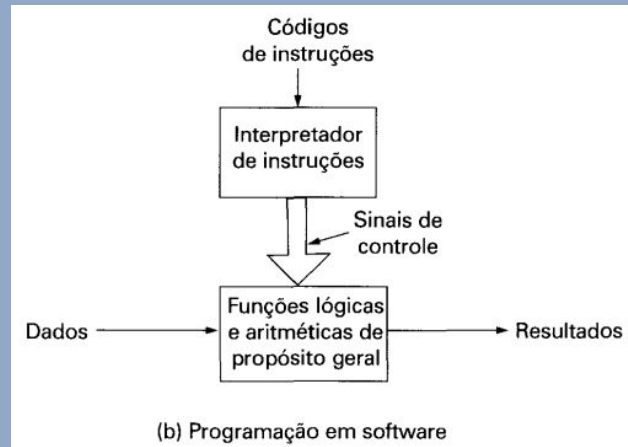 Códigos
de instruções
Interpretador
de instruções
Sinais de
controle
Dados
Funções lógicas
e aritméticas de
propósito geral
Resultados
(b) Programação em software